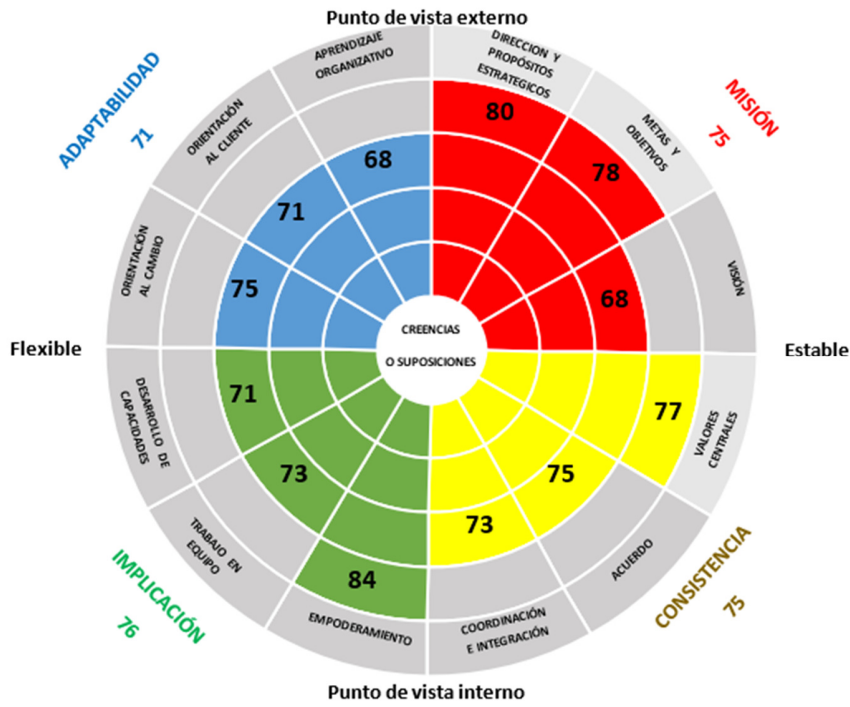 Punto de vista externo
ADAPTABILIDAD
71
APRENDIZAJE
ORGANIZATIVO
DIRECCION Y
PROPÓSITOS
ESTRATEGICOS
MISIÓN
75
ORIENTACIÓN
AL CLIENTE
METAS Y
OBJETIVOS
68
80
71
78
ORIENTACIÓN
AL CAMBIO
75
68
VISIÓN
Flexible
CREENCIAS
O SUPOSICIONES
Estable
DESARROLLO DE
CAPACIDADES
71
77
VALORES
CENTRALES
73
75
TRABAJO EN
EQUIPO
84
73
ACUERDO
EMPODERAMIENTO
COORDINACIÓN
E INTEGRACIÓN
IMPLICACIÓN
76
CONSISTENCIA
75
Punto de vista interno